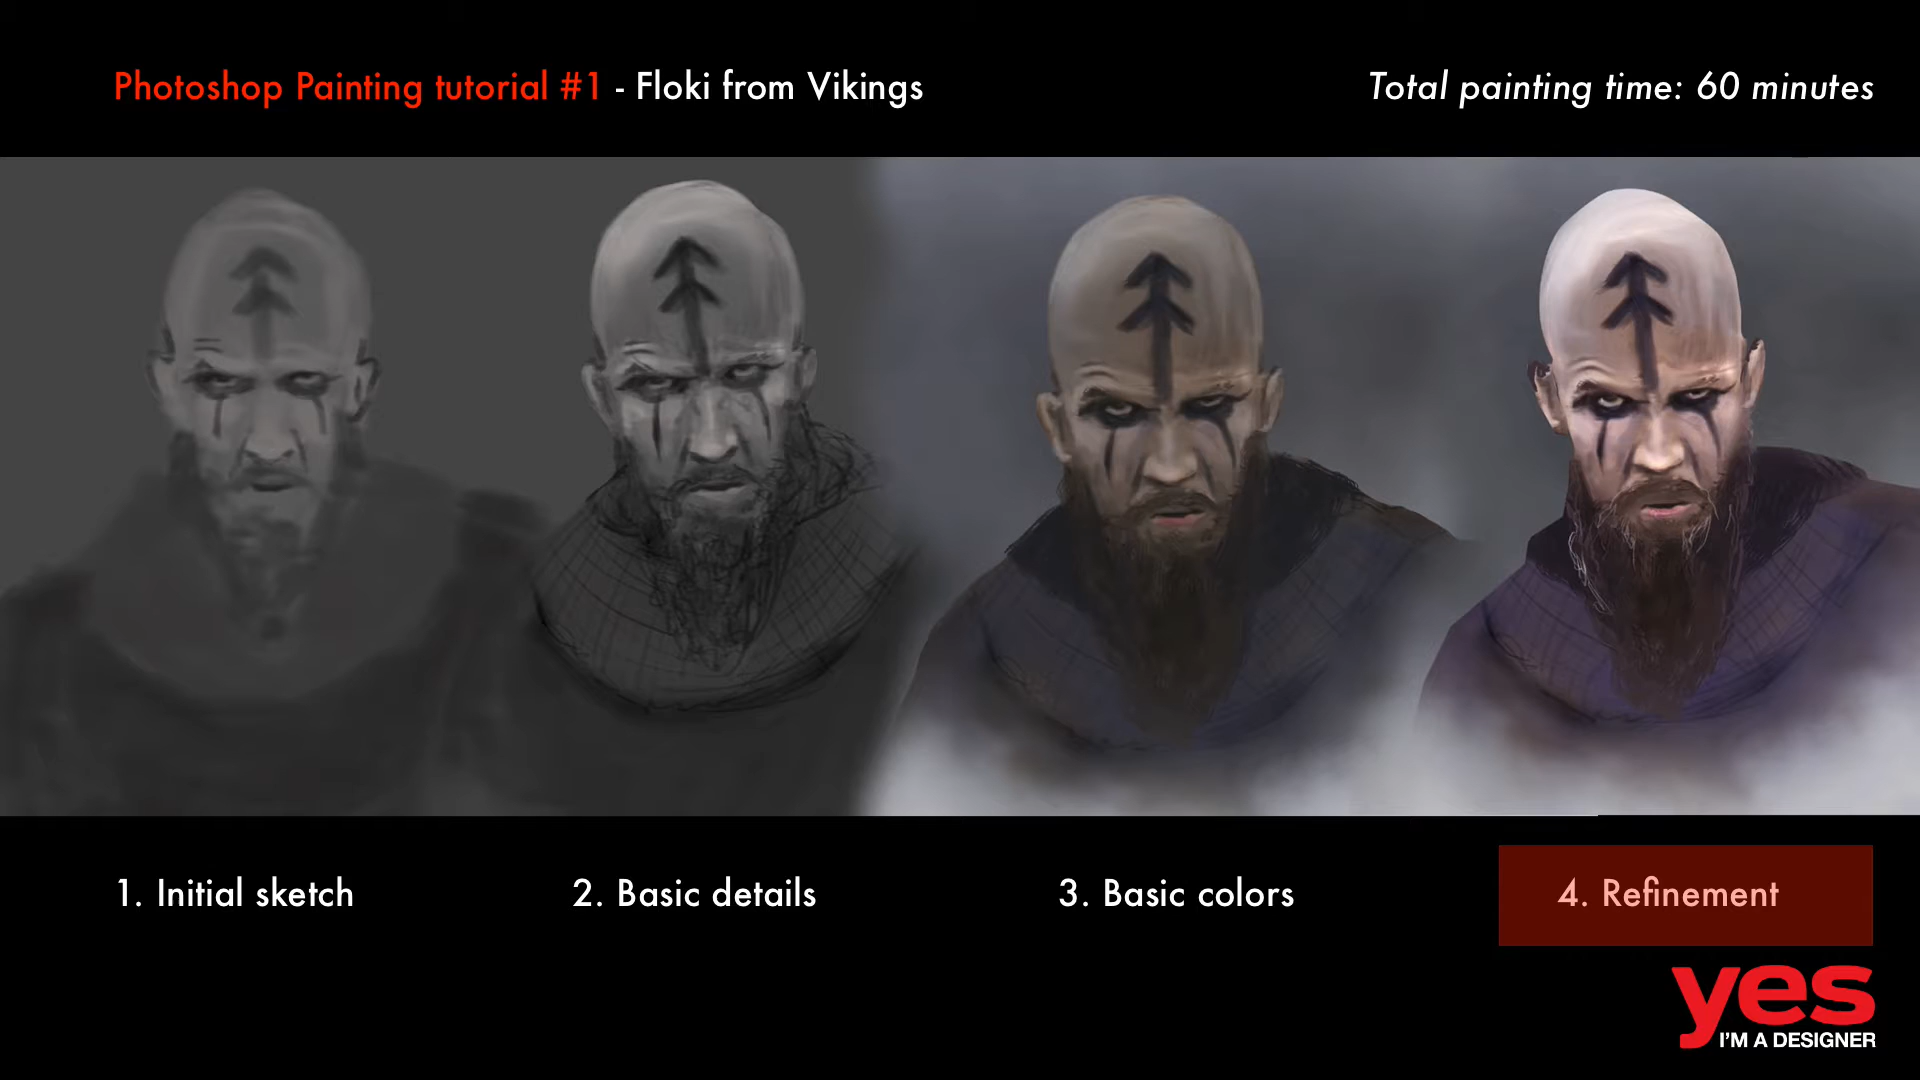 Photoshop Painting tutorial #1 - Floki from Vikings
Total painting time: 60 minutes
1. Initial sketch
2. Basic details
3. Basic colors
4. Refinement
yes
I'M A DESIGNER